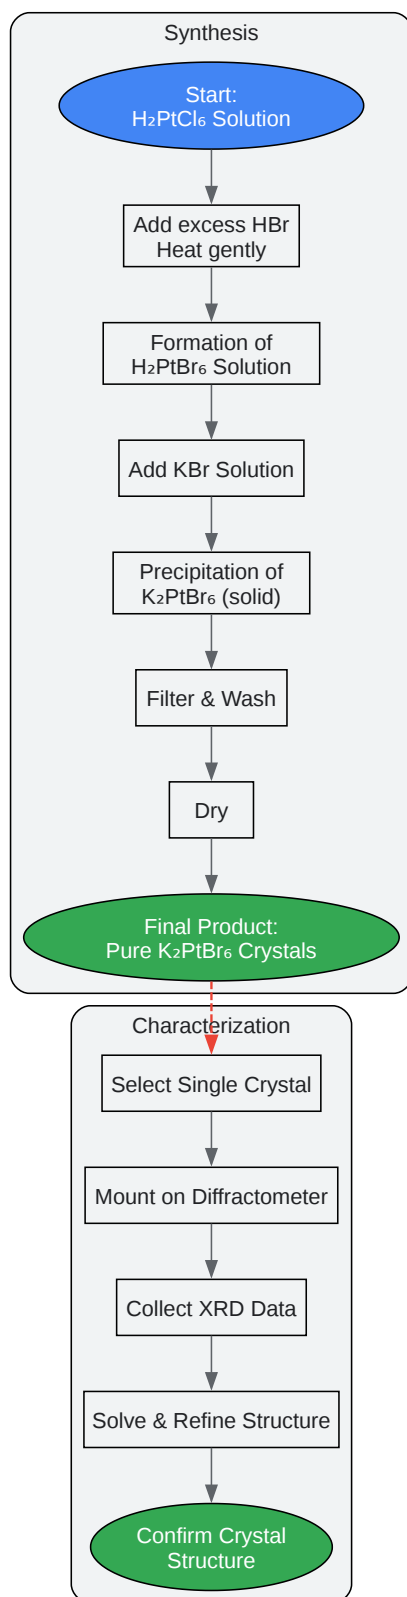 Synthesis
Start:
H₂PtCl₆ Solution
Add excess HBr
Heat gently
Formation of
H₂PtBr₆ Solution
Add KBr Solution
Precipitation of
K₂PtBr₆ (solid)
Filter & Wash
Dry
Final Product:
Pure K₂PtBr₆ Crystals
Characterization
Select Single Crystal
Mount on Diffractometer
Collect XRD Data
Solve & Refine Structure
Confirm Crystal
Structure